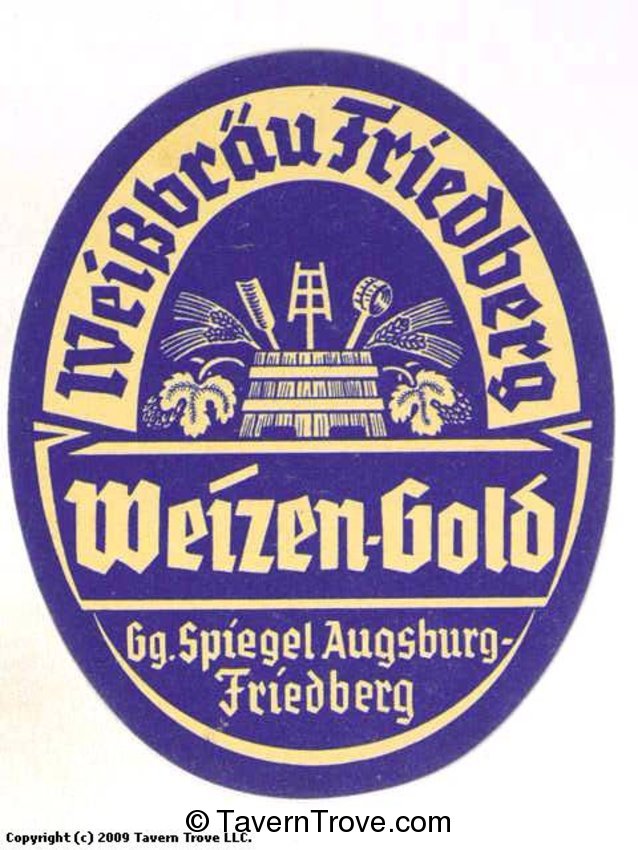 Weißbräu Friedberg
Weizen-Gold
Gg. Spiegel Augsburg-
Friedberg
© TavernTrove.com
Copyright (c) 2009 Tavern Trove LLC.